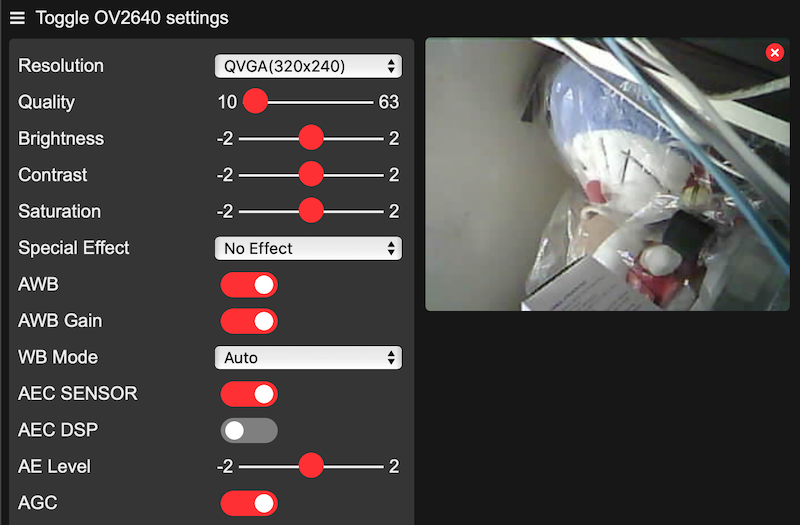 Toggle OV2640 settings
Resolution QVGA(320x240)
Quality 10 63
Brightness -2 2
Contrast -2 2
Saturation -2 2
Special Effect No Effect
AWB
AWB Gain
WB Mode Auto
AEC SENSOR
AEC DSP
AE Level -2 2
AGC